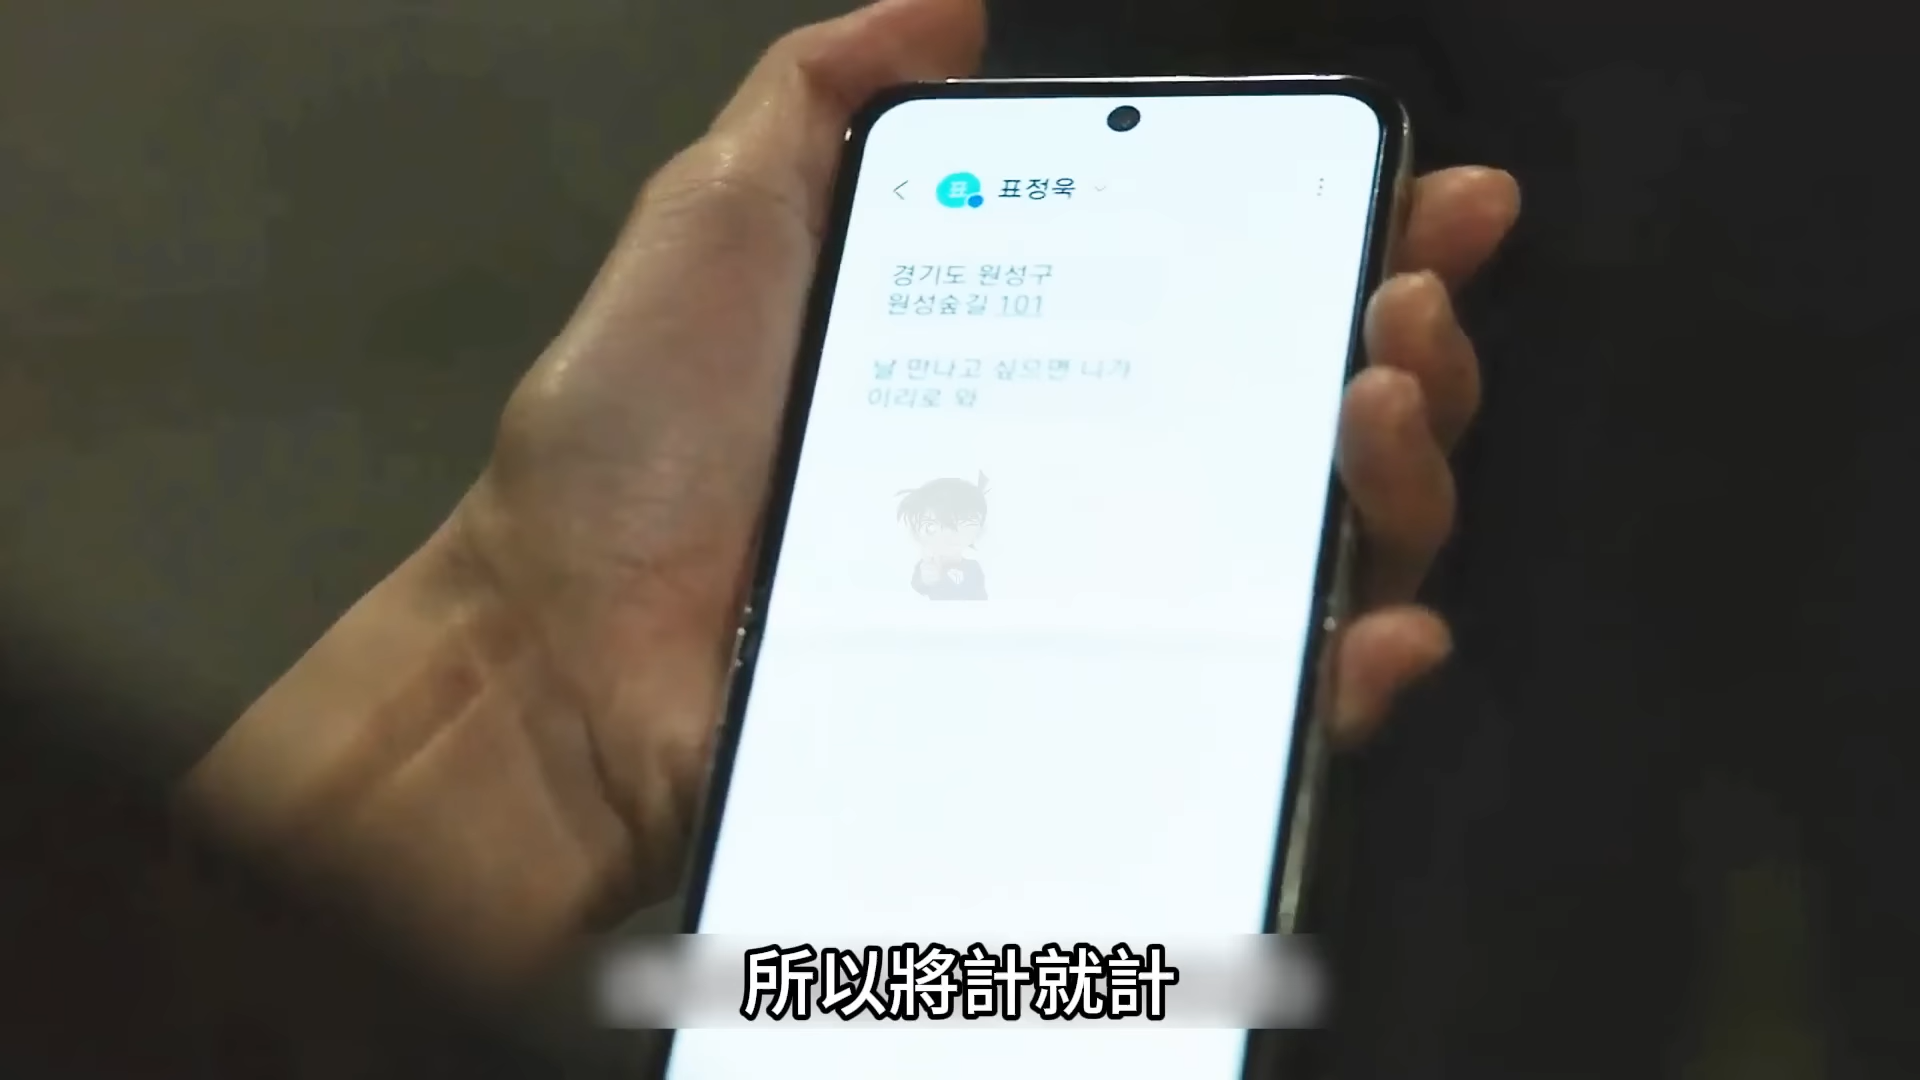 표 표정욱
경기도 원성구
원성숲길 101
날 만나고 싶으면 니가
이리로 와
所以將計就計